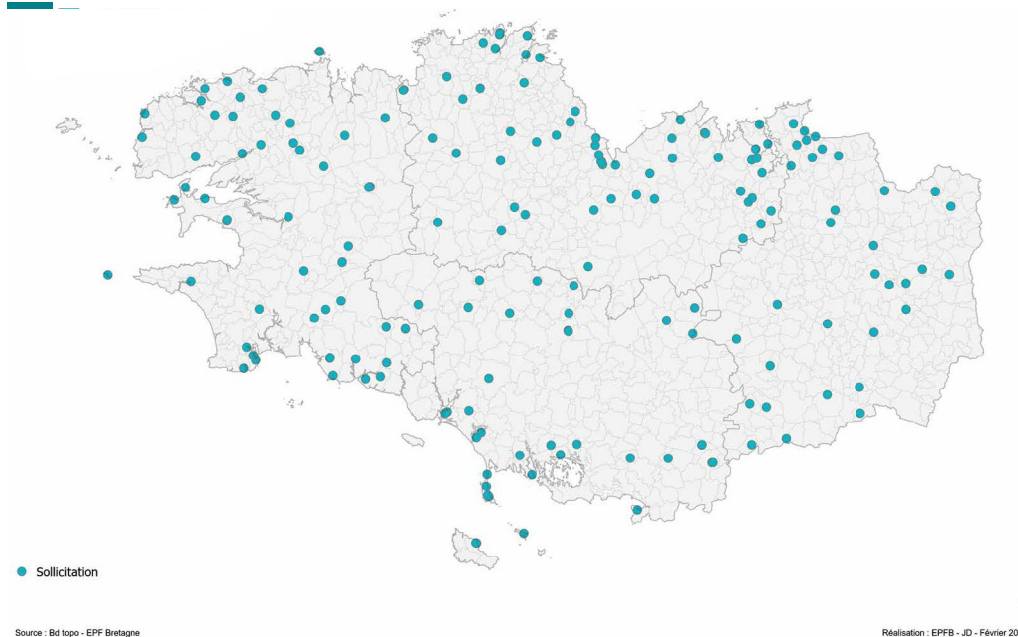 Sollicitation
Source : Bd topo - EPF Bretagne
Réalisation : EPFB - JD - Février 20